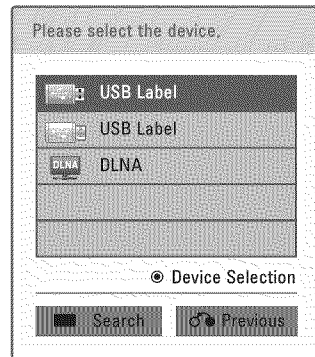 Please select the device.
USB Label
USB Label
DLNA DLNA
Device Selection
Search Previous